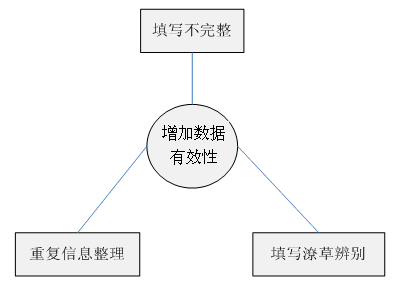 填写不完整
增加数据
有效性
重复信息整理
填写潦草辨别